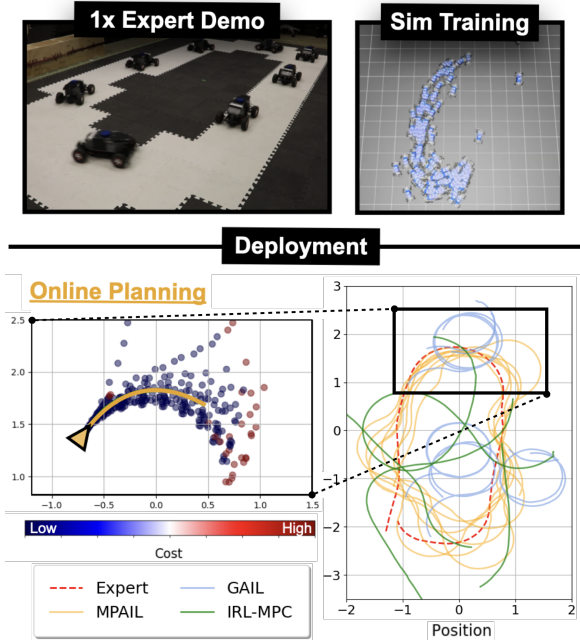 1x Expert Demo
Sim Training
Deployment
Online Planning
2.5
2.0
1.5
1.0
−1.0
−0.5
0.0
0.5
1.0
1.5
Low
High
Cost
3
2
1
0
−1
−2
−3
−2
−1
0
1
2
Position
Expert
GAIL
MPAIL
IRL-MPC